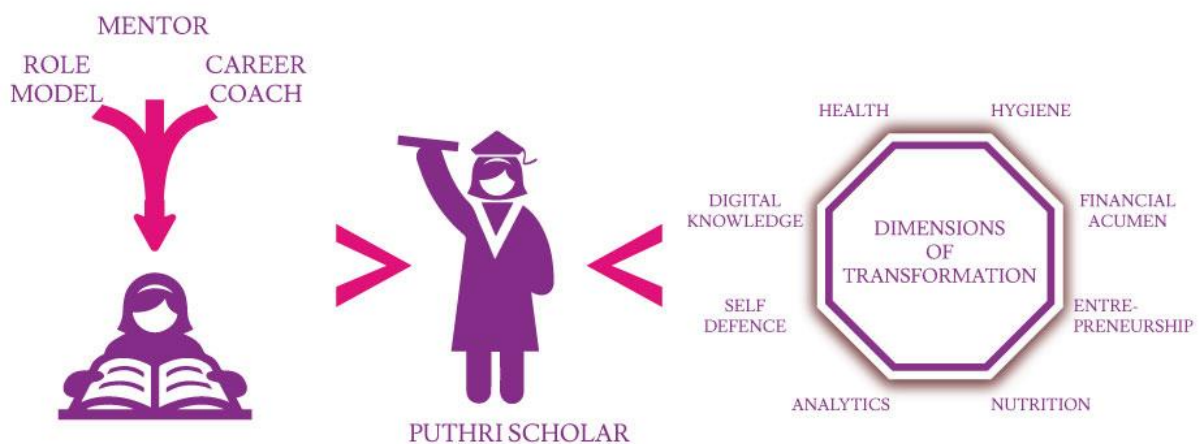 MENTOR
ROLE
MODEL
CAREER
COACH
PUTHRI SCHOLAR
HEALTH
HYGIENE
DIGITAL
KNOWLEDGE
FINANCIAL
ACUMEN
DIMENSIONS
OF
TRANSFORMATION
SELF
DEFENCE
ENTRE-
PRENEURSHIP
ANALYTICS
NUTRITION